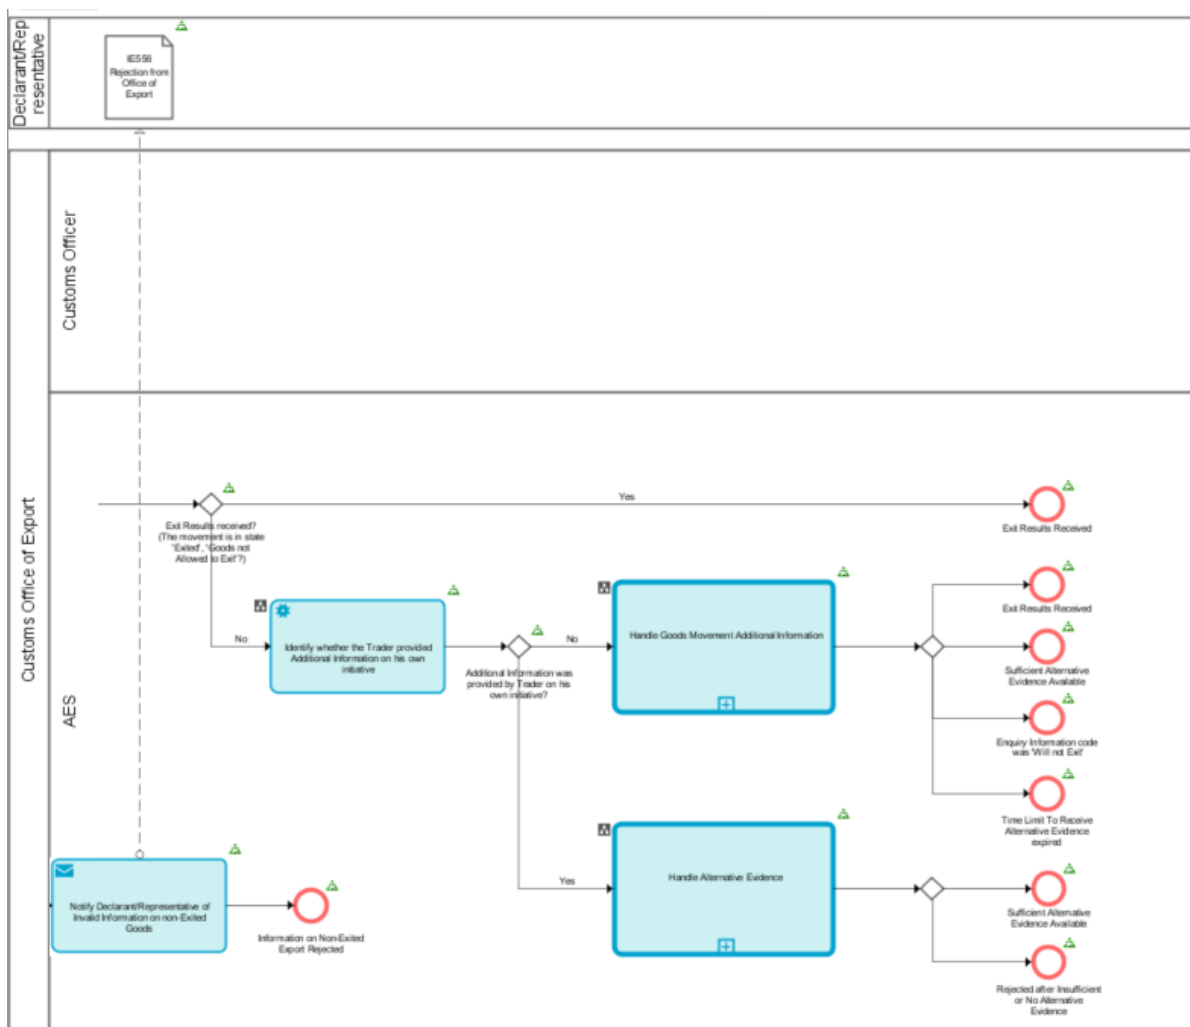 Declarant/Rep
resentative
IE556
Rejection from
Office of
Export
Customs Office of Export
Customs Officer
AES
Exit Results received?
(The movement is in state
'Exited', 'Goods not
Allowed to Exit'?)
Yes
Exit Results Received
No
Identify whether the Trader provided
Additional Information on his own
initiative
Additional Information was
provided by Trader on his
own initiative?
No
Handle Goods Movement Additional Information
Exit Results Received
Sufficient Alternative
Evidence Available
Enquiry Information code
was 'Will not Exit'
Time Limit To Receive
Alternative Evidence
expired
Yes
Handle Alternative Evidence
Sufficient Alternative
Evidence Available
Rejected after Insufficient
or No Alternative
Evidence
Notify Declarant/Representative of
Invalid Information on non-Exited
Goods
Information on Non-Exited
Export Rejected